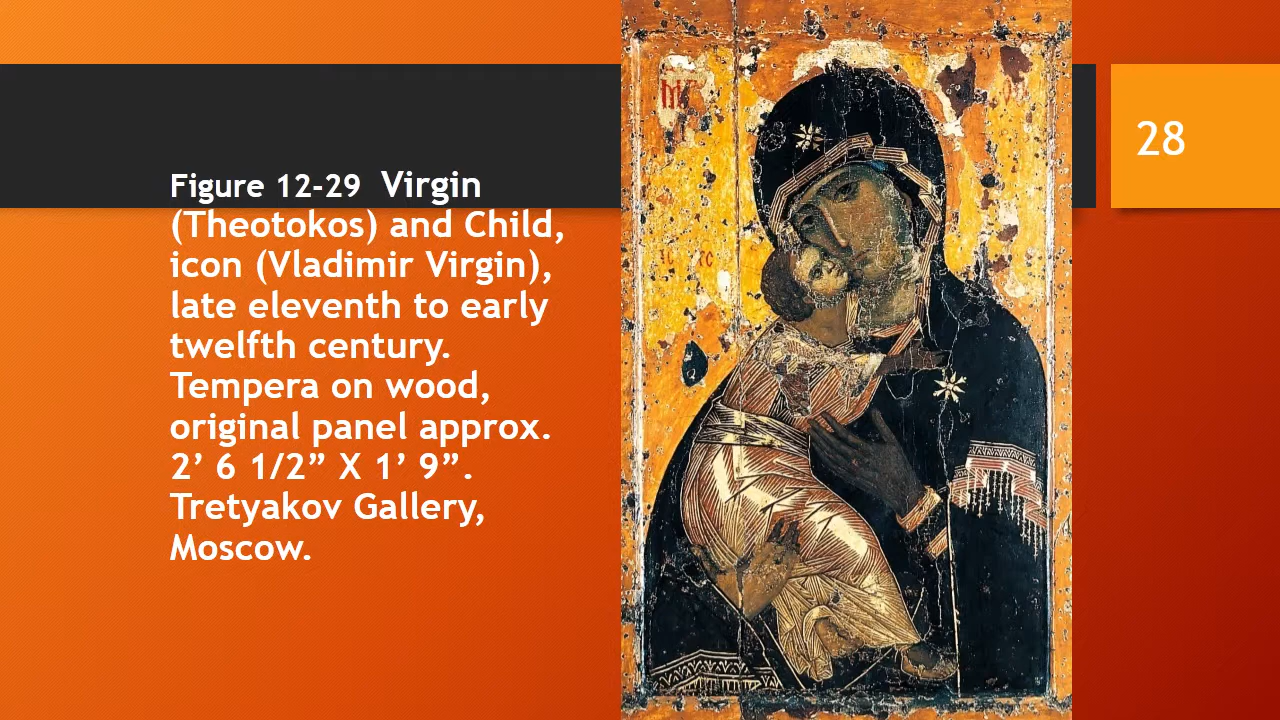 Figure 12-29 Virgin
(Theotokos) and Child,
icon (Vladimir Virgin),
late eleventh to early
twelfth century.
Tempera on wood,
original panel approx.
2’ 6 1/2” X 1’ 9”.
Tretyakov Gallery,
Moscow.
28